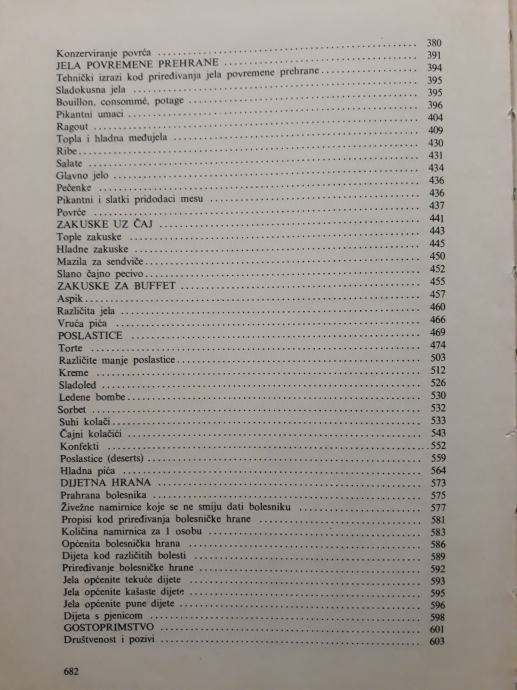 Konzerviranje povrća 380
JELA POVREMENE PREHRANE 391
Tehnički izrazi kod priređivanja jela povremene prehrane 394
Sladokusna jela 395
Bouillon, consommé, potage 395
Pikantni umaci 396
Ragout 404
Topla i hladna međujela 409
Ribe 430
Salate 431
Glavno jelo 434
Pečenke 436
Pikantni i slatki pridodaci mesu 436
Povrće 437
ZAKUSKE UZ ČAJ 441
Tople zakuske 443
Hladne zakuske 445
Mazila za sendviče 450
Slano čajno pecivo 452
ZAKUSKE ZA BUFFET 455
Aspik 457
Različita jela 460
Vruća pića 466
POSLASTICE 469
Torte 474
Različite manje poslastice 503
Kreme 512
Sladoled 526
Ledene bombe 530
Sorbet 532
Suhi kolači 533
Čajni kolačići 543
Konfekti 552
Poslastice (deserts) 559
Hladna pića 564
DIJETNA HRANA 573
Prahrana bolesnika 575
Živežne namirnice koje se ne smiju dati bolesniku 577
Propisi kod priređivanja bolesničke hrane 581
Količina namirnica za 1 osobu 583
Općenita bolesnička hrana 586
Dijeta kod različitih bolesti 589
Priređivanje bolesničke hrane 592
Jela općenite tekuće dijete 593
Jela općenite kašaste dijete 595
Jela općenite pune dijete 596
Dijeta s pjenicom 598
GOSTOPRIMSTVO 601
Društvenost i pozivi 603
682